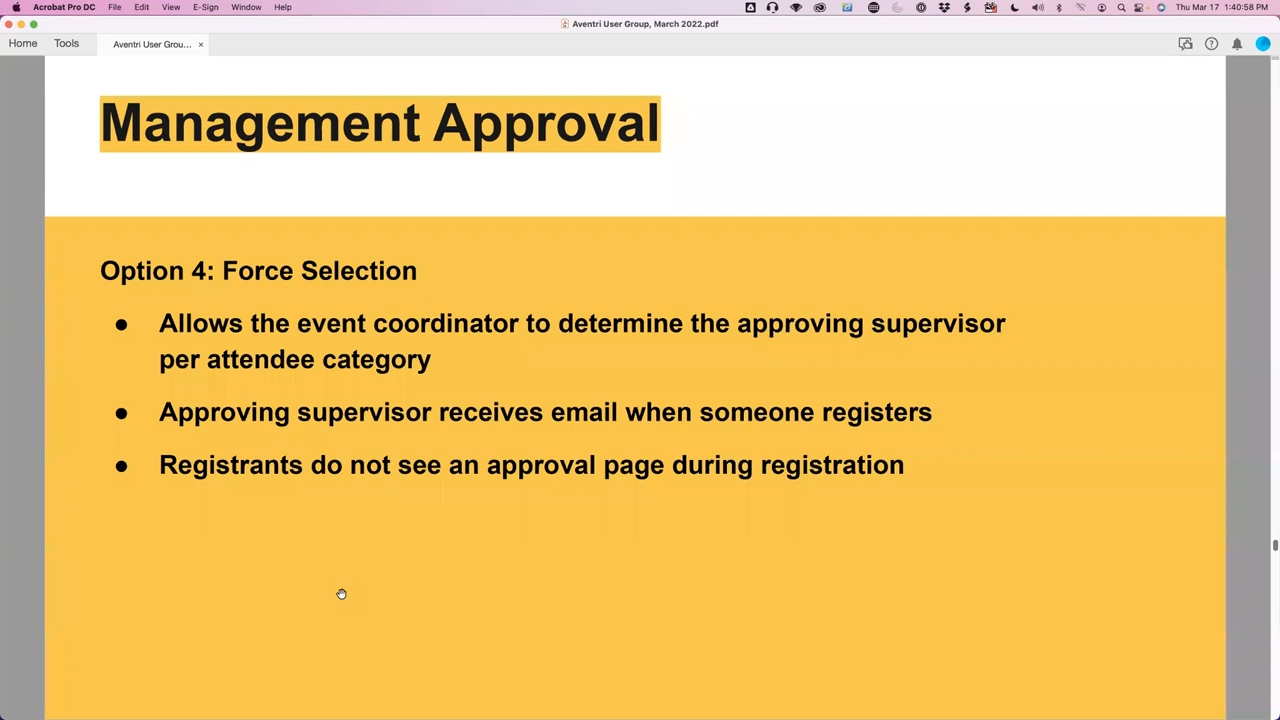 Acrobat Pro DC File Edit View E-Sign Window Help Thu Mar 17 1:40:58 PM
Aventri User Group, March 2022.pdf
Home Tools Aventri User Grou... ×
Management Approval
Option 4: Force Selection
● Allows the event coordinator to determine the approving supervisor
per attendee category
● Approving supervisor receives email when someone registers
● Registrants do not see an approval page during registration